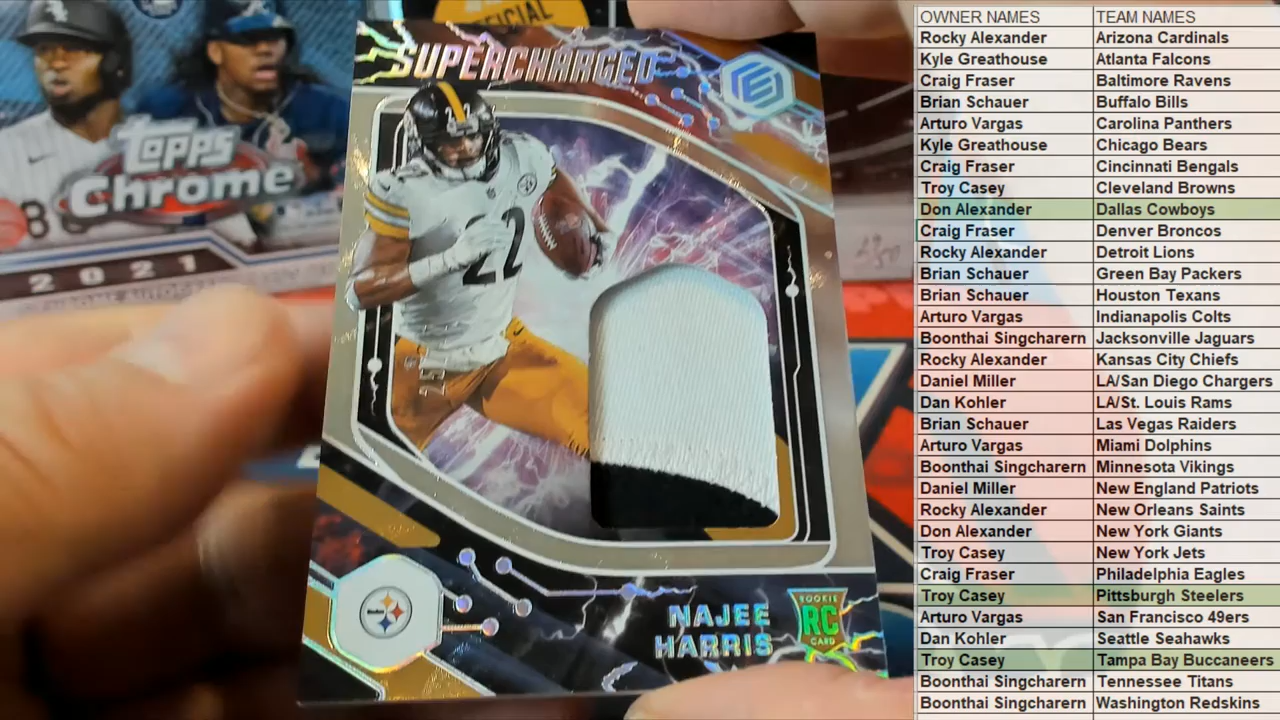 OFFICIAL
SUPERCHARGED
Topps
Chrome
2021
22
NAJEE
HARRIS
ROOKIE
RC
CARD
Steelers
OWNER NAMES TEAM NAMES
Rocky Alexander Arizona Cardinals
Kyle Greathouse Atlanta Falcons
Craig Fraser Baltimore Ravens
Brian Schauer Buffalo Bills
Arturo Vargas Carolina Panthers
Kyle Greathouse Chicago Bears
Craig Fraser Cincinnati Bengals
Troy Casey Cleveland Browns
Don Alexander Dallas Cowboys
Craig Fraser Denver Broncos
Rocky Alexander Detroit Lions
Brian Schauer Green Bay Packers
Brian Schauer Houston Texans
Arturo Vargas Indianapolis Colts
Boonthai Singcharern Jacksonville Jaguars
Rocky Alexander Kansas City Chiefs
Daniel Miller LA/San Diego Chargers
Dan Kohler LA/St. Louis Rams
Brian Schauer Las Vegas Raiders
Arturo Vargas Miami Dolphins
Boonthai Singcharern Minnesota Vikings
Daniel Miller New England Patriots
Rocky Alexander New Orleans Saints
Don Alexander New York Giants
Troy Casey New York Jets
Craig Fraser Philadelphia Eagles
Troy Casey Pittsburgh Steelers
Arturo Vargas San Francisco 49ers
Dan Kohler Seattle Seahawks
Troy Casey Tampa Bay Buccaneers
Boonthai Singcharern Tennessee Titans
Boonthai Singcharern Washington Redskins